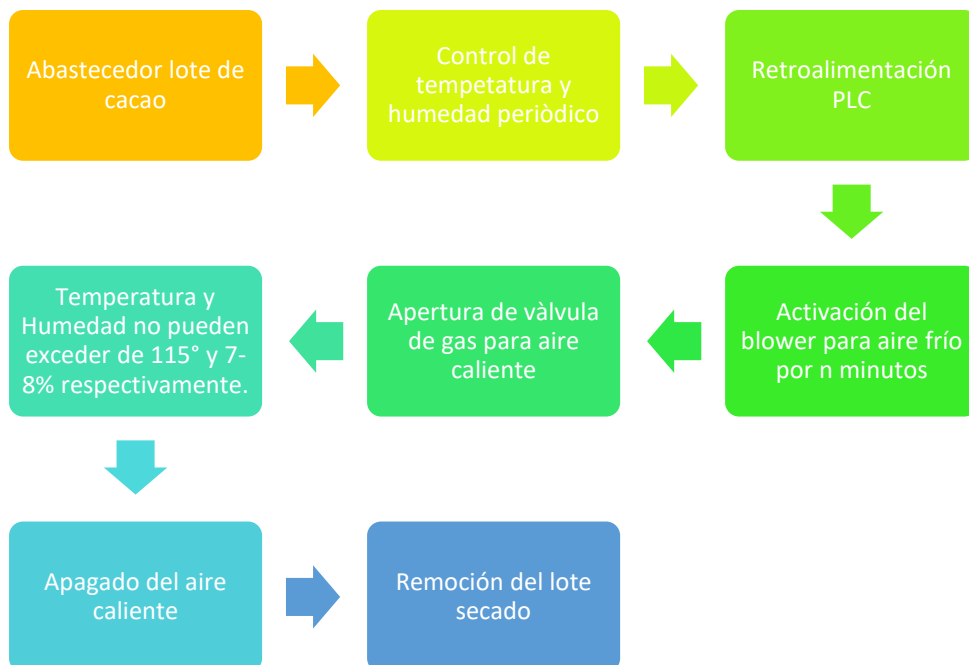 Abastecedor lote de
cacao
Control de
tempetatura y
humedad periòdico
Retroalimentación
PLC
Activación del
blower para aire frío
por n minutos
Apertura de vàlvula
de gas para aire
caliente
Temperatura y
Humedad no pueden
exceder de 115° y 7-
8% respectivamente.
Apagado del aire
caliente
Remoción del lote
secado